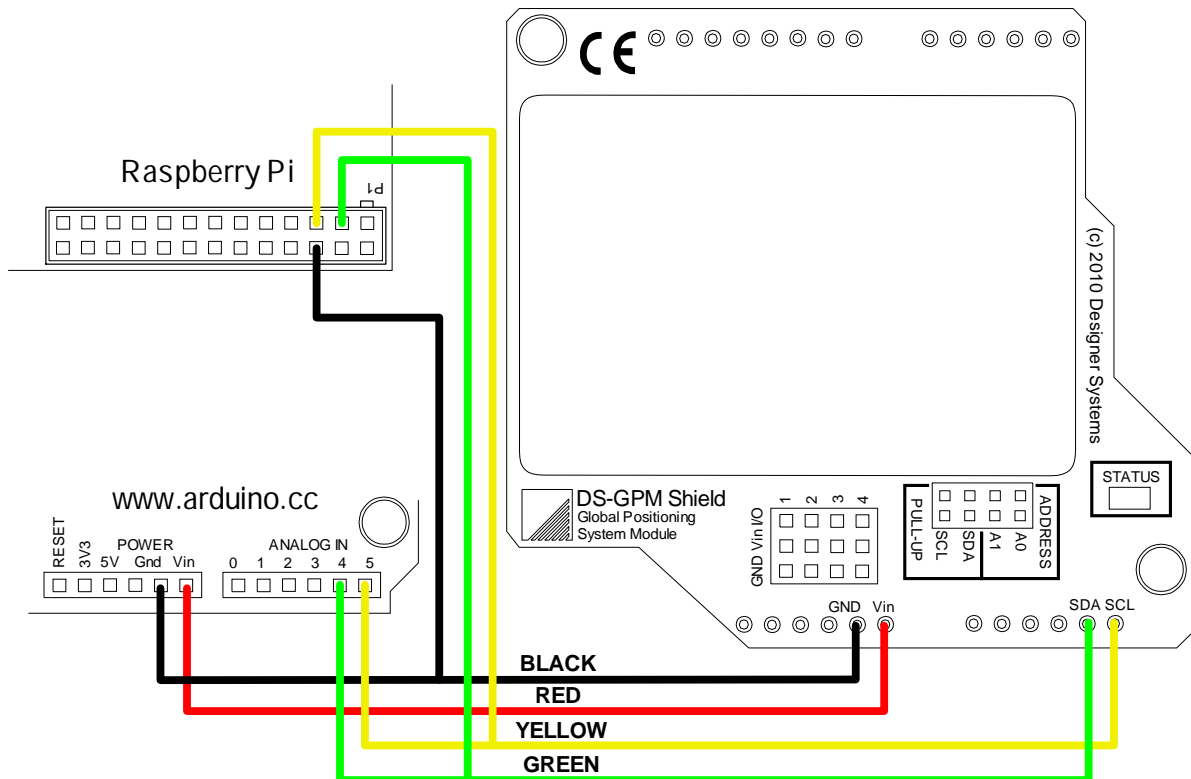 CE
Raspberry Pi
P1
(c) 2010 Designer Systems
www.arduino.cc
RESET
3V3
5V
POWER
Gnd
Vin
ANALOG IN
0 1 2 3 4 5
DS-GPM Shield
Global Positioning
System Module
1 2 3 4
GND Vin I/O
PULL-UP
SCL
SDA
A1
A0
ADDRESS
STATUS
GND Vin
SDA SCL
BLACK
RED
YELLOW
GREEN